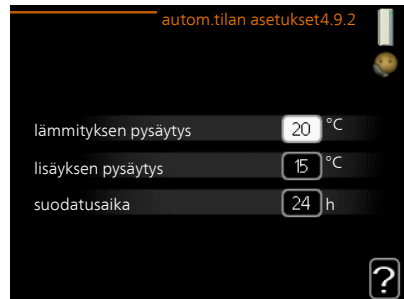 autom.tilan asetukset4.9.2
lämmityksen pysäytys 20 °C
lisäyksen pysäytys 15 °C
suodatusaika 24 h
?